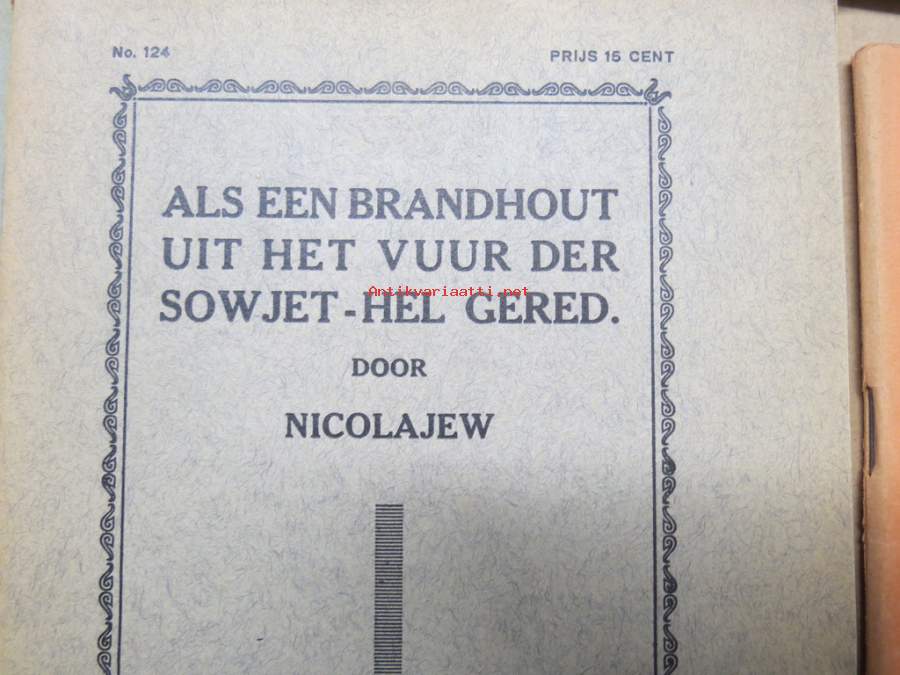 No. 124 PRIJS 15 CENT
ALS EEN BRANDHOUT
UIT HET VUUR DER
SOWJET-HEL GERED.
Antikvariaatti.net
DOOR
NICOLAJEW